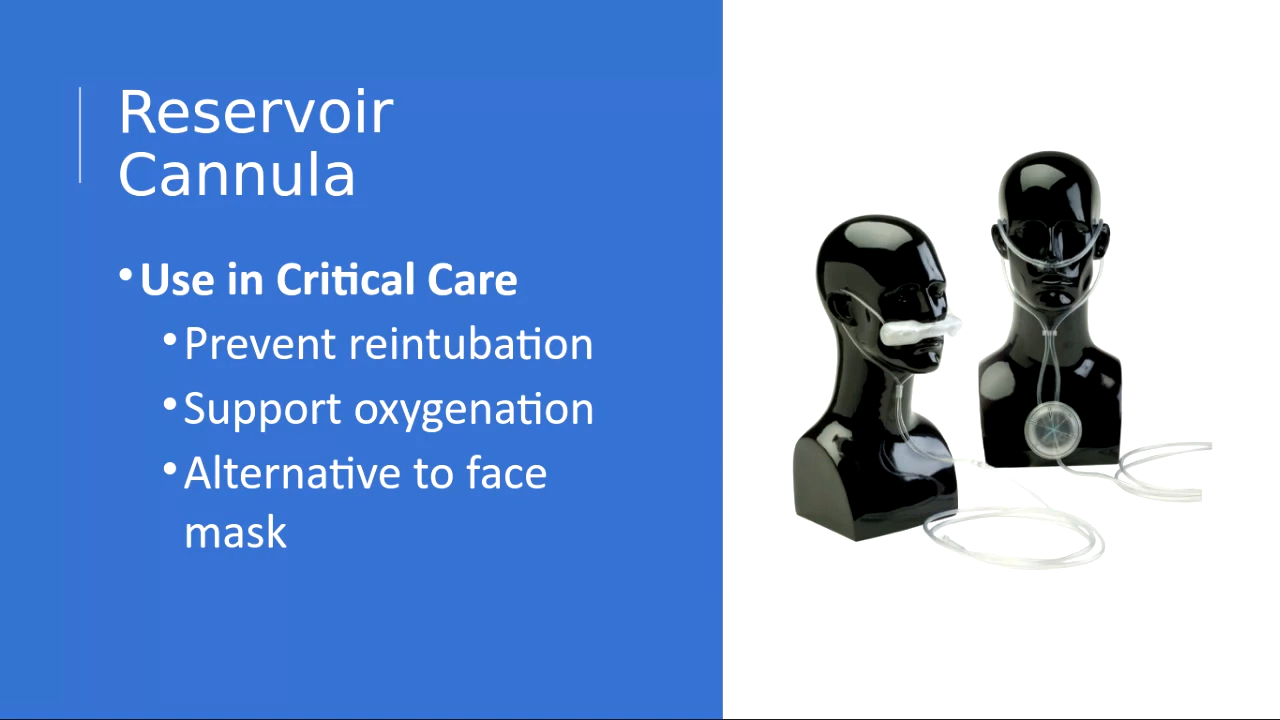 Reservoir
Cannula
•Use in Critical Care
•Prevent reintubation
•Support oxygenation
•Alternative to face
mask